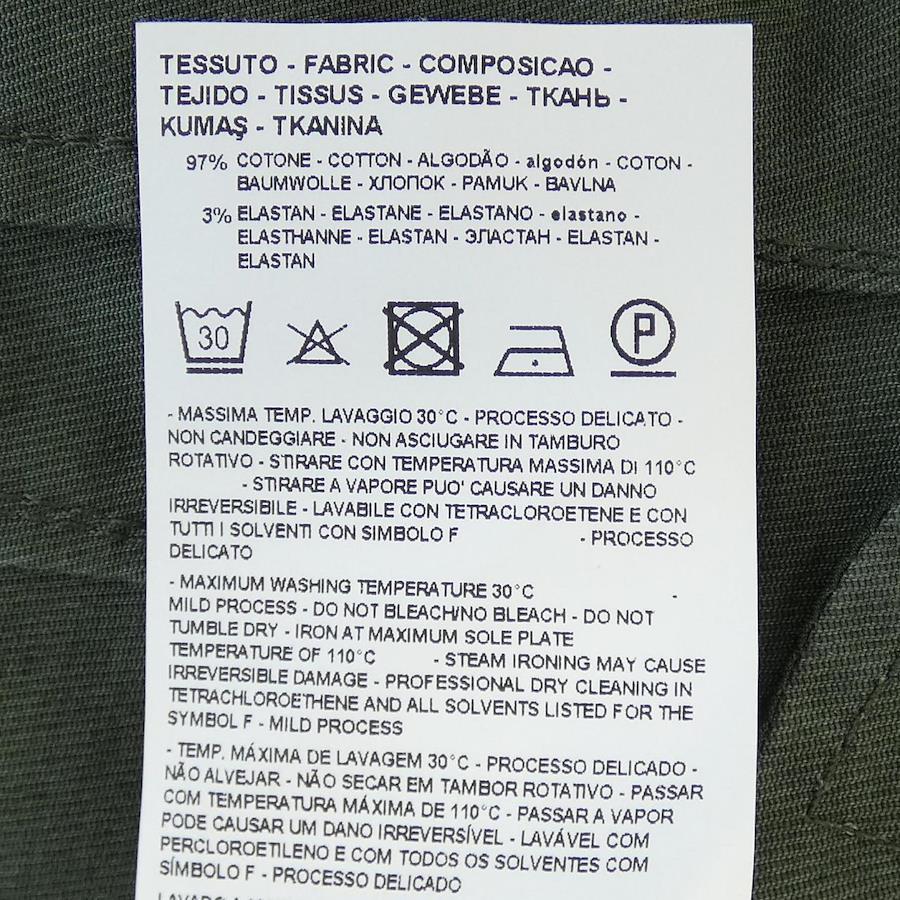 TESSUTO - FABRIC - COMPOSICAO -
TEJIDO - TISSUS - GEWEBE - ТКАНЬ -
KUMAŞ - TKANINA
97% COTONE - COTTON - ALGODÃO - algodón - COTON -
BAUMWOLLE - ХЛОПОК - PAMUK - BAVLNA
3% ELASTAN - ELASTANE - ELASTANO - elastano -
ELASTHANNE - ELASTAN - ЭЛАСТАН - ELASTAN -
ELASTAN
30 P
- MASSIMA TEMP. LAVAGGIO 30°C - PROCESSO DELICATO -
NON CANDEGGIARE - NON ASCIUGARE IN TAMBURO
ROTATIVO - STIRARE CON TEMPERATURA MASSIMA DI 110°C
- STIRARE A VAPORE PUO' CAUSARE UN DANNO
IRREVERSIBILE - LAVABILE CON TETRACLOROETENE E CON
TUTTI I SOLVENTI CON SIMBOLO F - PROCESSO
DELICATO
- MAXIMUM WASHING TEMPERATURE 30°C -
MILD PROCESS - DO NOT BLEACH/NO BLEACH - DO NOT
TUMBLE DRY - IRON AT MAXIMUM SOLE PLATE
TEMPERATURE OF 110°C - STEAM IRONING MAY CAUSE
IRREVERSIBLE DAMAGE - PROFESSIONAL DRY CLEANING IN
TETRACHLOROETHENE AND ALL SOLVENTS LISTED FOR THE
SYMBOL F - MILD PROCESS
- TEMP. MÁXIMA DE LAVAGEM 30°C - PROCESSO DELICADO -
NÃO ALVEJAR - NÃO SECAR EM TAMBOR ROTATIVO - PASSAR
COM TEMPERATURA MÁXIMA DE 110°C - PASSAR A VAPOR
PODE CAUSAR UM DANO IRREVERSÍVEL - LAVÁVEL COM
PERCLOROETILENO E COM TODOS OS SOLVENTES COM
SÍMBOLO F - PROCESSO DELICADO